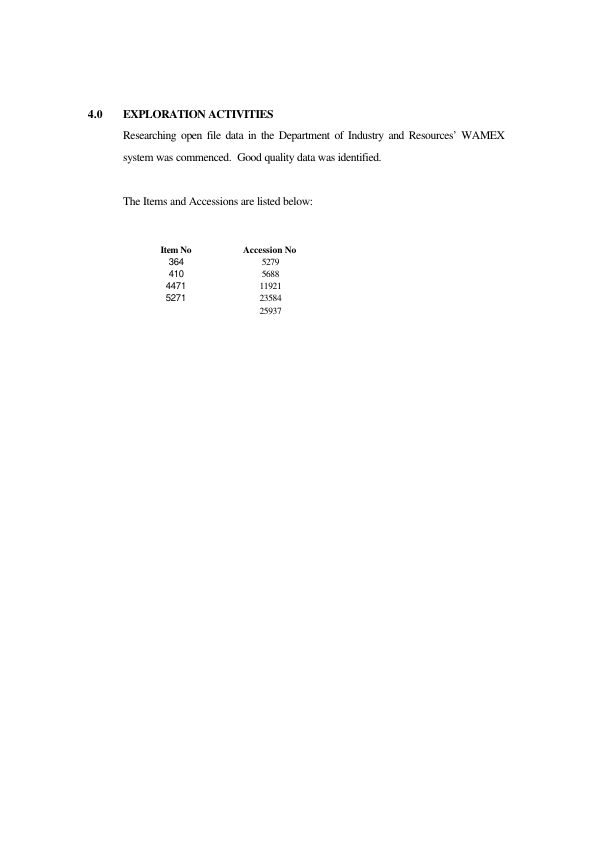 4.0 EXPLORATION ACTIVITIES
Researching open file data in the Department of Industry and Resources' WAMEX
system was commenced. Good quality data was identified.
The Items and Accessions are listed below:
Item No Accession No
364 5279
410 5688
4471 11921
5271 23584
25937